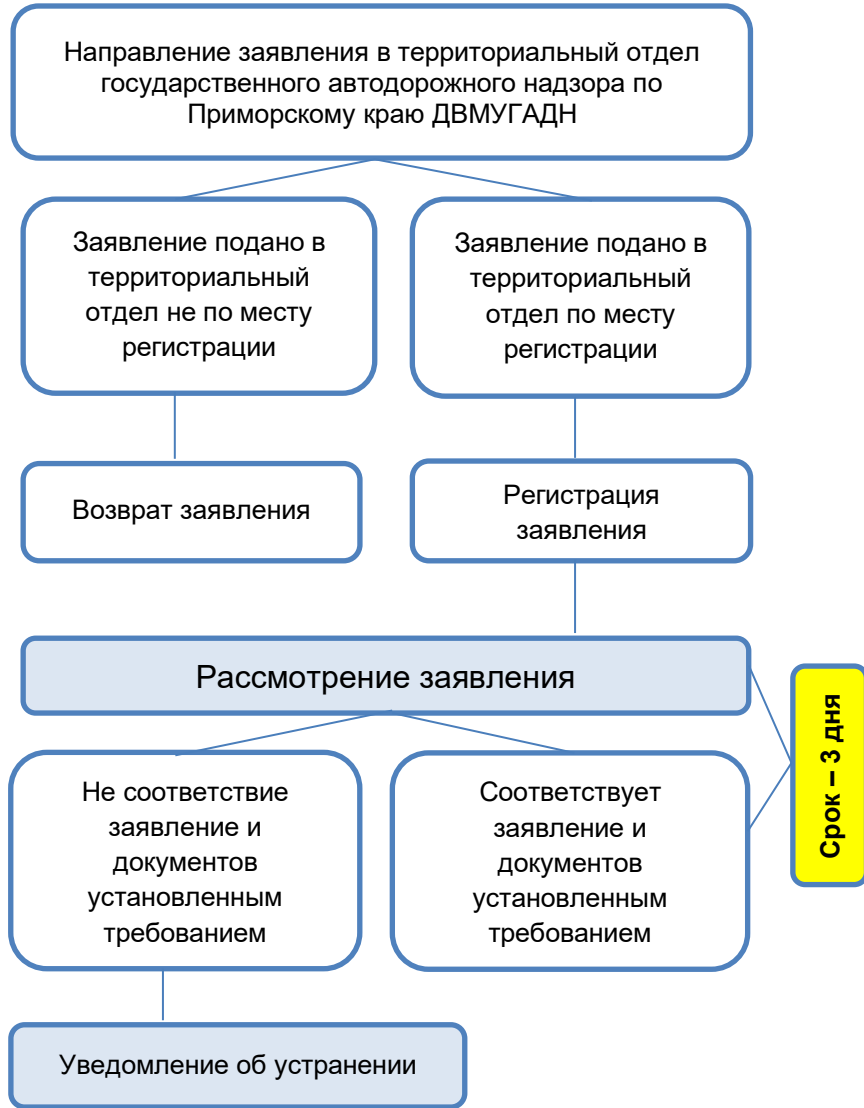 Направление заявления в территориальный отдел
государственного автодорожного надзора по
Приморскому краю ДВМУГАДН
Заявление подано в
территориальный
отдел не по месту
регистрации
Заявление подано в
территориальный
отдел по месту
регистрации
Возврат заявления
Регистрация
заявления
Рассмотрение заявления
Срок – 3 дня
Не соответствие
заявление и
документов
установленным
требованием
Соответствует
заявление и
документов
установленным
требованием
Уведомление об устранении